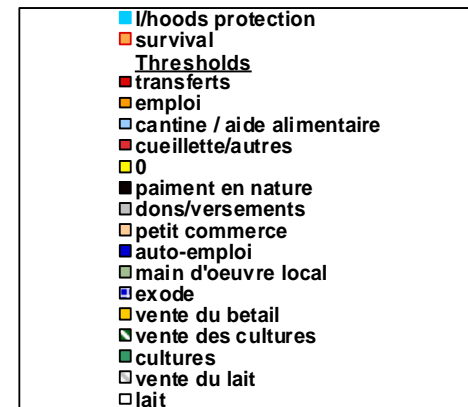 l/hoods protection
survival
Thresholds
transferts
emploi
cantine / aide alimentaire
cueillette/autres
0
paiment en nature
dons/versements
petit commerce
auto-emploi
main d'oeuvre local
exode
vente du betail
vente des cultures
cultures
vente du lait
lait